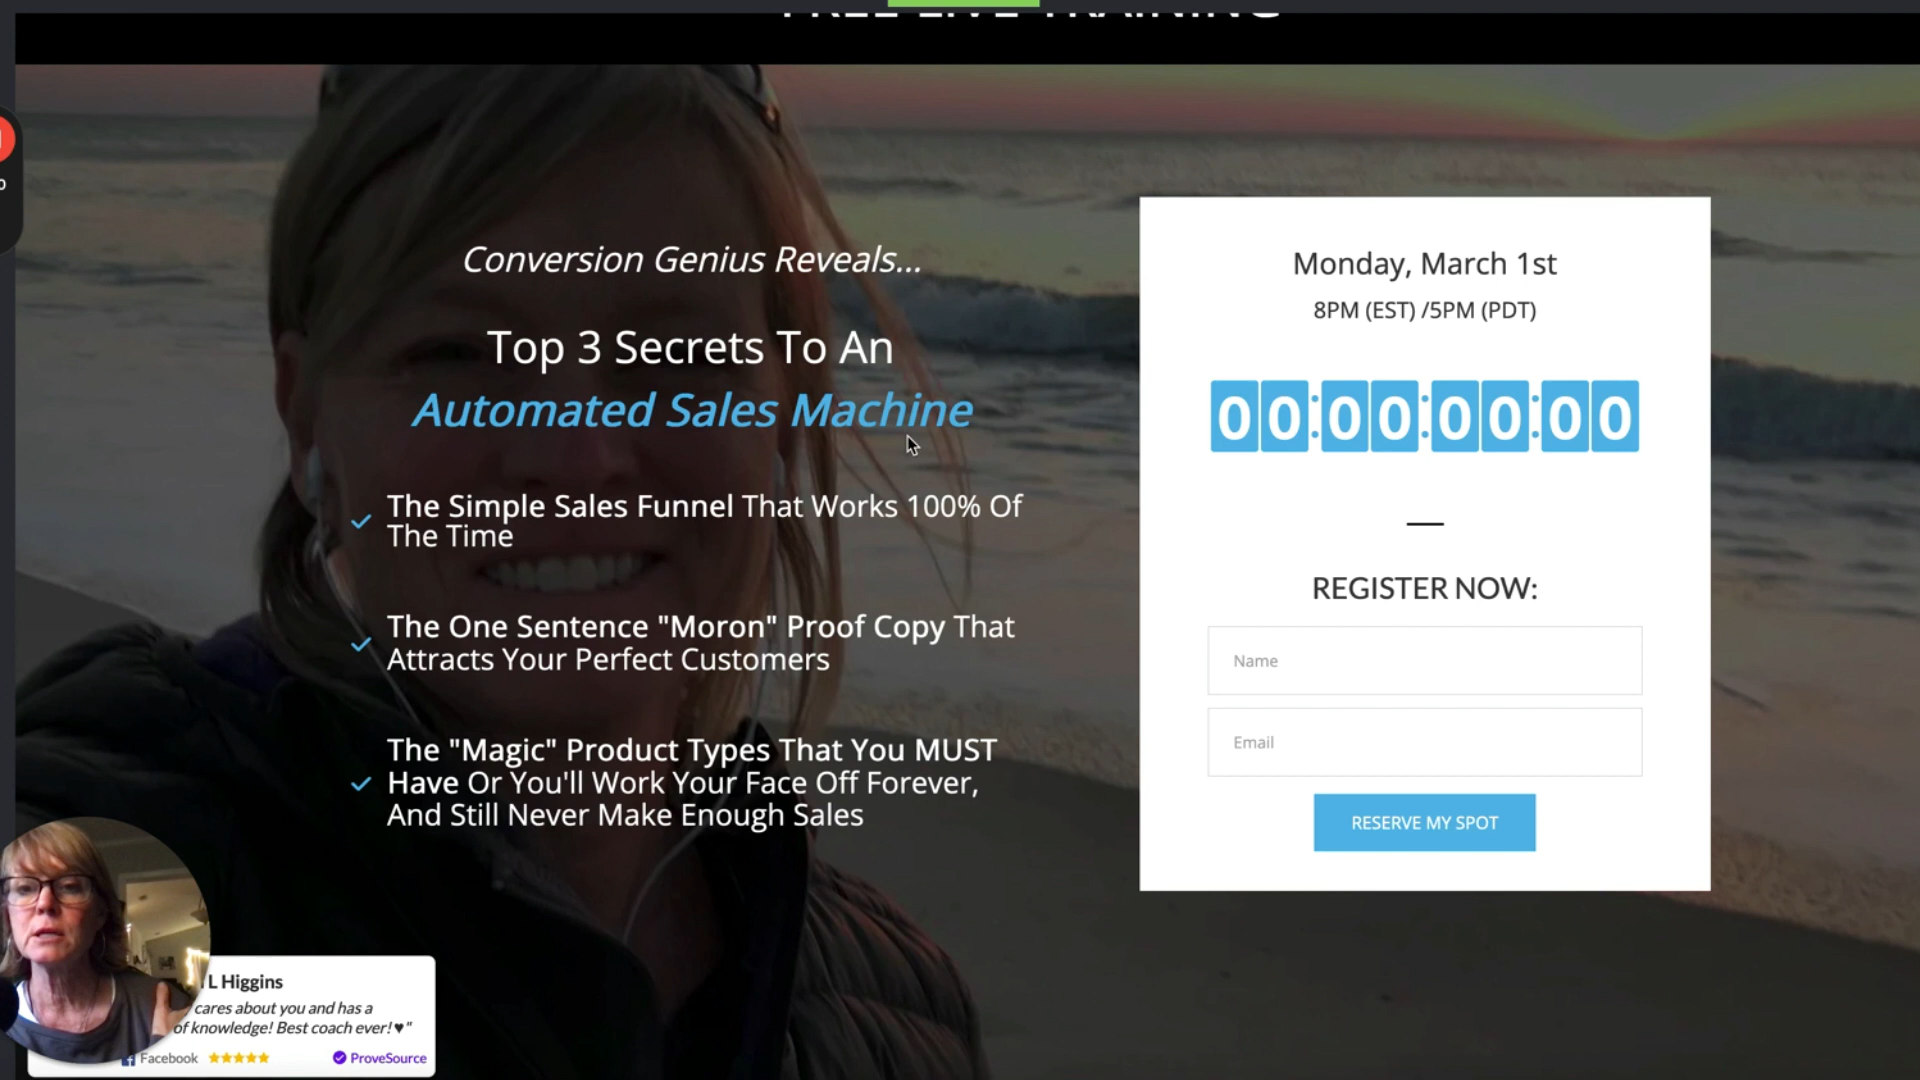 FREE LIVE TRAINING
Conversion Genius Reveals...
Top 3 Secrets To An
Automated Sales Machine
The Simple Sales Funnel That Works 100% Of
The Time
The One Sentence "Moron" Proof Copy That
Attracts Your Perfect Customers
The "Magic" Product Types That You MUST
Have Or You'll Work Your Face Off Forever,
And Still Never Make Enough Sales
Monday, March 1st
8PM (EST) /5PM (PDT)
00:00:00:00
REGISTER NOW:
Name
Email
RESERVE MY SPOT
L Higgins
cares about you and has a
of knowledge! Best coach ever!♥"
Facebook
ProveSource